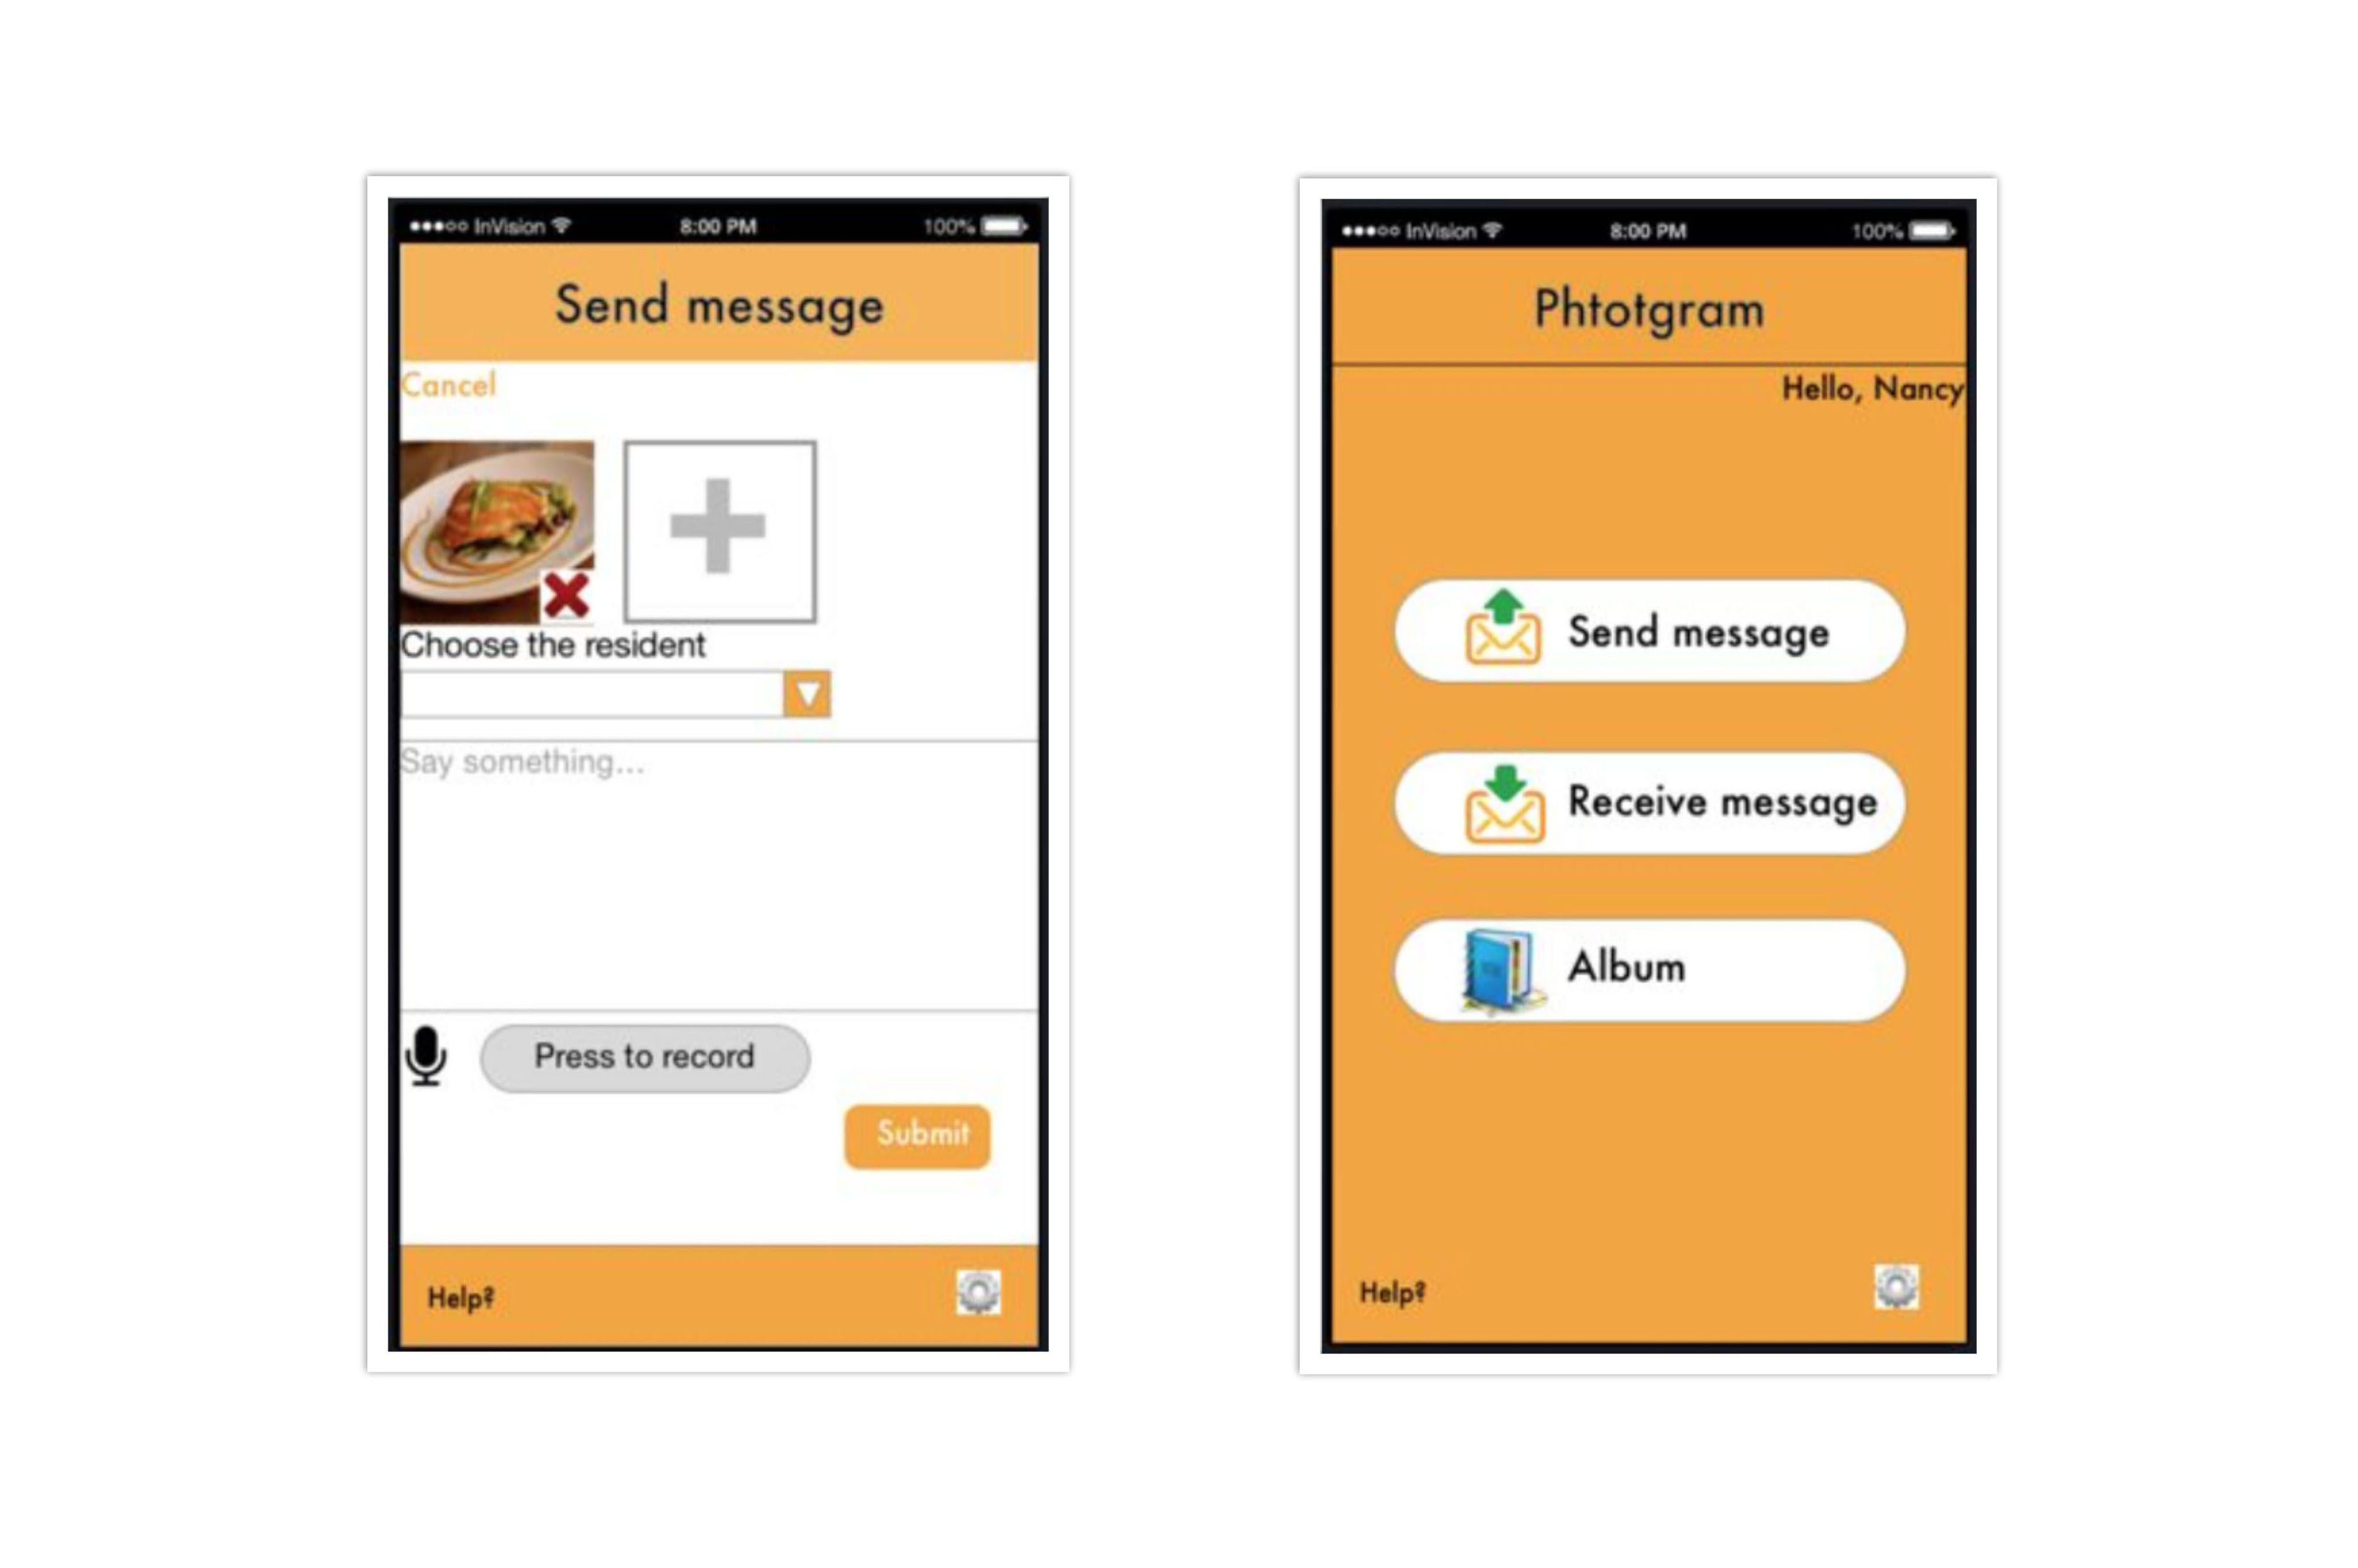 InVision 8:00 PM 100%
Send message
Cancel
Choose the resident
Say something...
Press to record
Submit
Help?
InVision 8:00 PM 100%
Phtotgram
Hello, Nancy
Send message
Receive message
Album
Help?